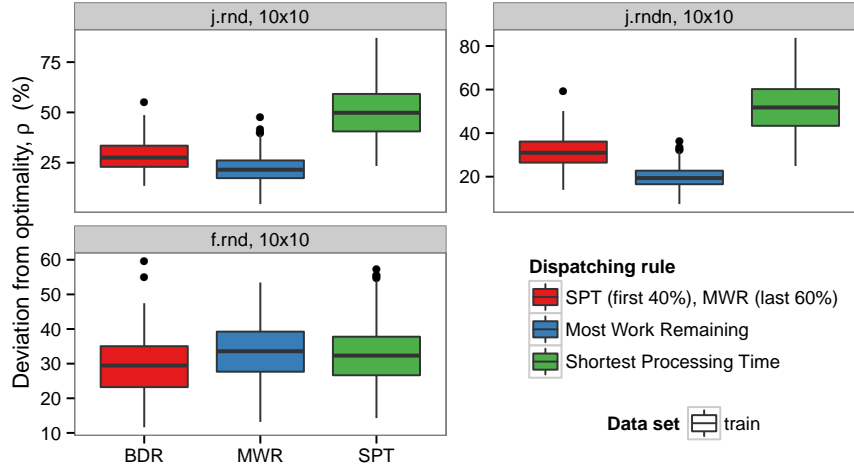 Deviation from optimality, ρ (%)
j.rnd, 10x10
75
50
25
j.rndn, 10x10
80
60
40
20
f.rnd, 10x10
60
50
40
30
20
10
BDR MWR SPT
Dispatching rule
SPT (first 40%), MWR (last 60%)
Most Work Remaining
Shortest Processing Time
Data set train